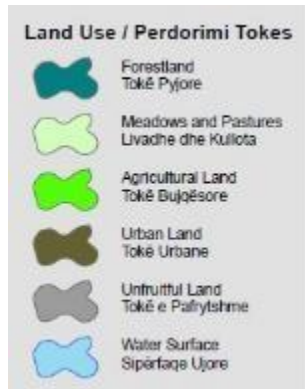 Land Use / Perdorimi Tokes
Forestland
Tokë Pyjore
Meadows and Pastures
Livadhe dhe Kullota
Agricultural Land
Tokë Bujqësore
Urban Land
Tokë Urbane
Unfruitful Land
Tokë e Pafrytshme
Water Surface
Sipërfaqe Ujore